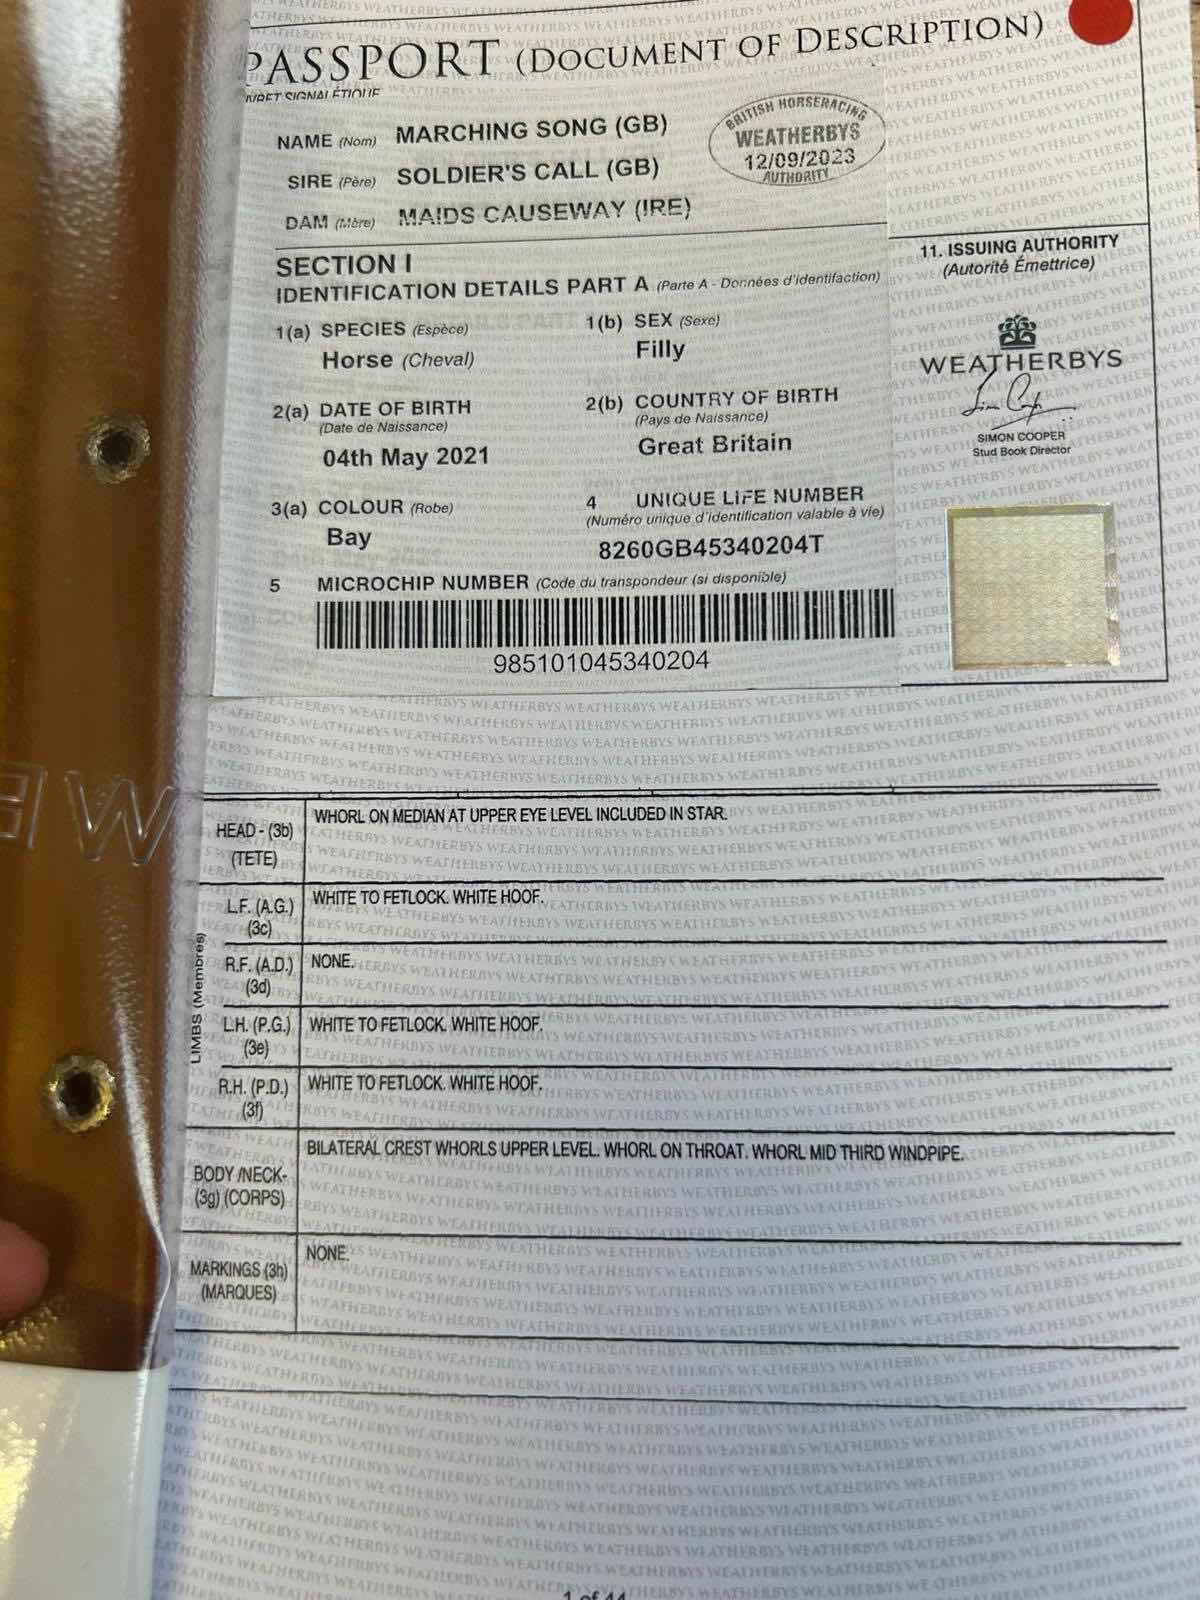 PASSPORT (DOCUMENT OF DESCRIPTION)
SIGNALÉTIQUE
NAME (Nom) MARCHING SONG (GB)
SIRE (Père) SOLDIER'S CALL (GB)
DAM (Mère) MAIDS CAUSEWAY (IRE)
BRITISH HORSERACING
WEATHERBYS
12/09/2023
AUTHORITY
SECTION I
IDENTIFICATION DETAILS PART A (Parte A - Données d'identifaction)
1(a) SPECIES (Espèce)
Horse (Cheval)
1(b) SEX (Sexe)
Filly
2(a) DATE OF BIRTH
(Date de Naissance)
04th May 2021
2(b) COUNTRY OF BIRTH
(Pays de Naissance)
Great Britain
3(a) COLOUR (Robe)
Bay
4 UNIQUE LIFE NUMBER
(Numéro unique d'identification valable à vie)
8260GB45340204T
5 MICROCHIP NUMBER (Code du transpondeur (si disponible)
985101045340204
11. ISSUING AUTHORITY
(Autorité Émettrice)
WEATHERBYS
SIMON COOPER
Stud Book Director
HEAD - (3b)
(TETE)
WHORL ON MEDIAN AT UPPER EYE LEVEL INCLUDED IN STAR.
LIMBS (Membres)
L.F. (A.G.)
(3c)
WHITE TO FETLOCK. WHITE HOOF.
R.F. (A.D.)
(3d)
NONE.
L.H. (P.G.)
(3e)
WHITE TO FETLOCK. WHITE HOOF.
R.H. (P.D.)
(3f)
WHITE TO FETLOCK. WHITE HOOF.
BODY /NECK-
(3g) (CORPS)
BILATERAL CREST WHORLS UPPER LEVEL. WHORL ON THROAT. WHORL MID THIRD WINDPIPE.
MARKINGS (3h)
(MARQUES)
NONE.
1 of 44